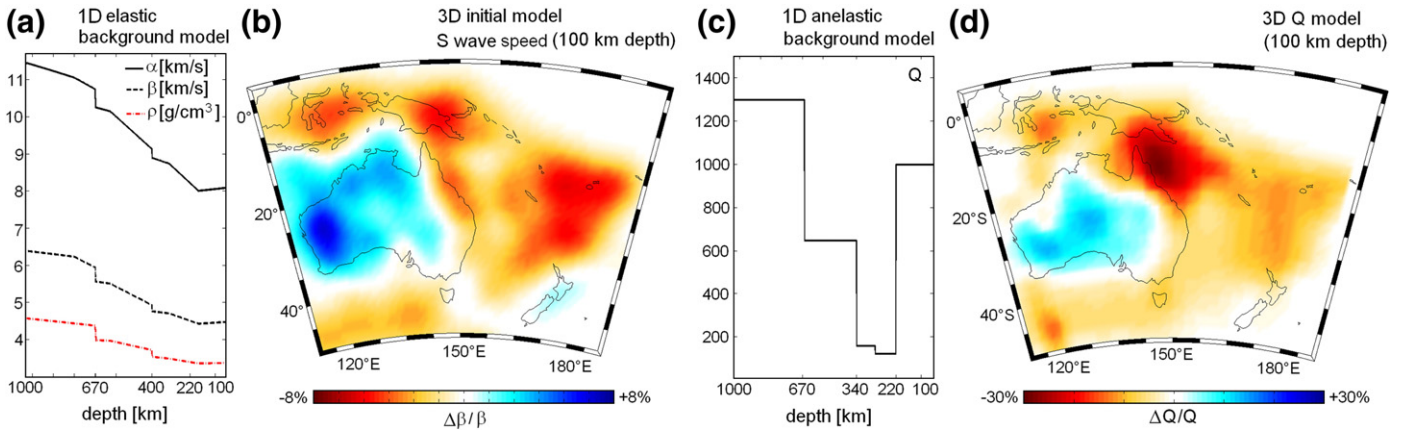 (a)
1D elastic
background model
α [km/s]
β [km/s]
ρ [g/cm³]
11
10
9
8
7
6
5
4
1000 670 400 220 100
depth [km]
(b)
3D initial model
S wave speed (100 km depth)
0°
20°
40°
120°E 150°E 180°E
-8% +8%
Δβ/β
(c)
1D anelastic
background model
Q
1400
1300
1200
1000
800
600
400
200
1000 670 340 220 100
depth [km]
(d)
3D Q model
(100 km depth)
0°
20°S
40°S
120°E 150°E 180°E
-30% +30%
ΔQ/Q